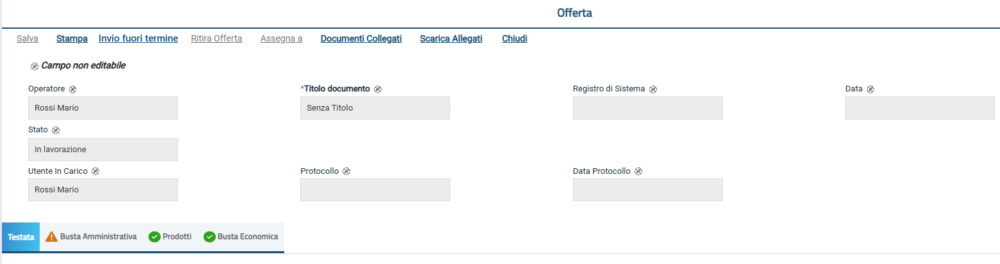 Offerta
Salva Stampa Invio fuori termine Ritira Offerta Assegna a Documenti Collegati Scarica Allegati Chiudi
Campo non editabile
Operatore *Titolo documento Registro di Sistema Data
Rossi Mario Senza Titolo
Stato
In lavorazione
Utente In Carico Protocollo Data Protocollo
Rossi Mario
Testata Busta Amministrativa Prodotti Busta Economica